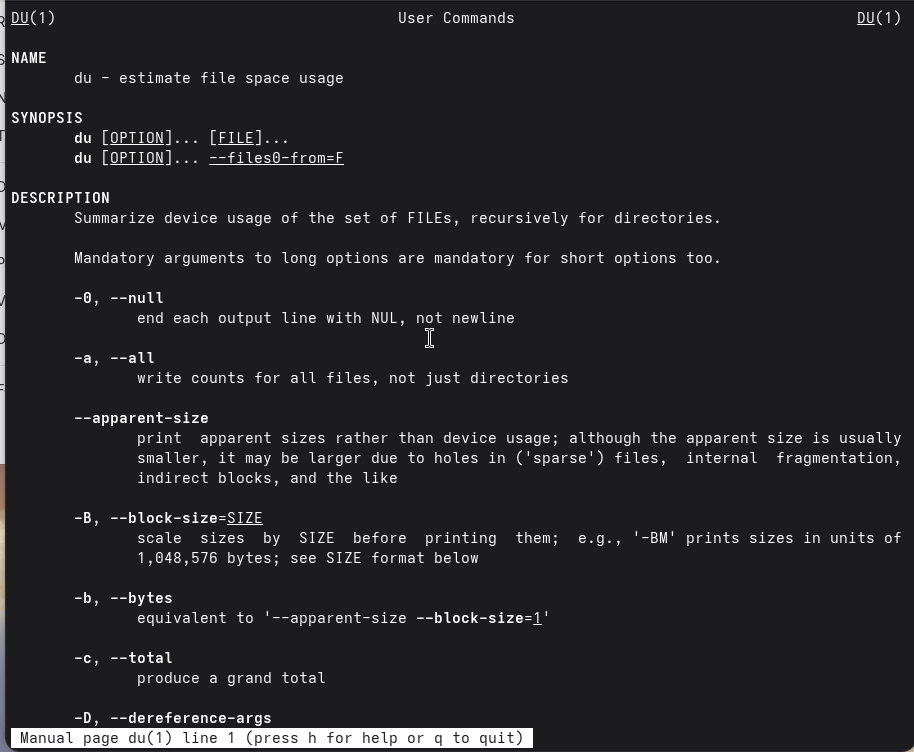 DU(1) User Commands DU(1)
NAME
du - estimate file space usage
SYNOPSIS
du [OPTION]... [FILE]...
du [OPTION]... --files0-from=F
DESCRIPTION
Summarize device usage of the set of FILEs, recursively for directories.
Mandatory arguments to long options are mandatory for short options too.
-0, --null
end each output line with NUL, not newline
-a, --all
write counts for all files, not just directories
--apparent-size
print apparent sizes rather than device usage; although the apparent size is usually
smaller, it may be larger due to holes in ('sparse') files, internal fragmentation,
indirect blocks, and the like
-B, --block-size=SIZE
scale sizes by SIZE before printing them; e.g., '-BM' prints sizes in units of
1,048,576 bytes; see SIZE format below
-b, --bytes
equivalent to '--apparent-size --block-size=1'
-c, --total
produce a grand total
-D, --dereference-args
Manual page du(1) line 1 (press h for help or q to quit)